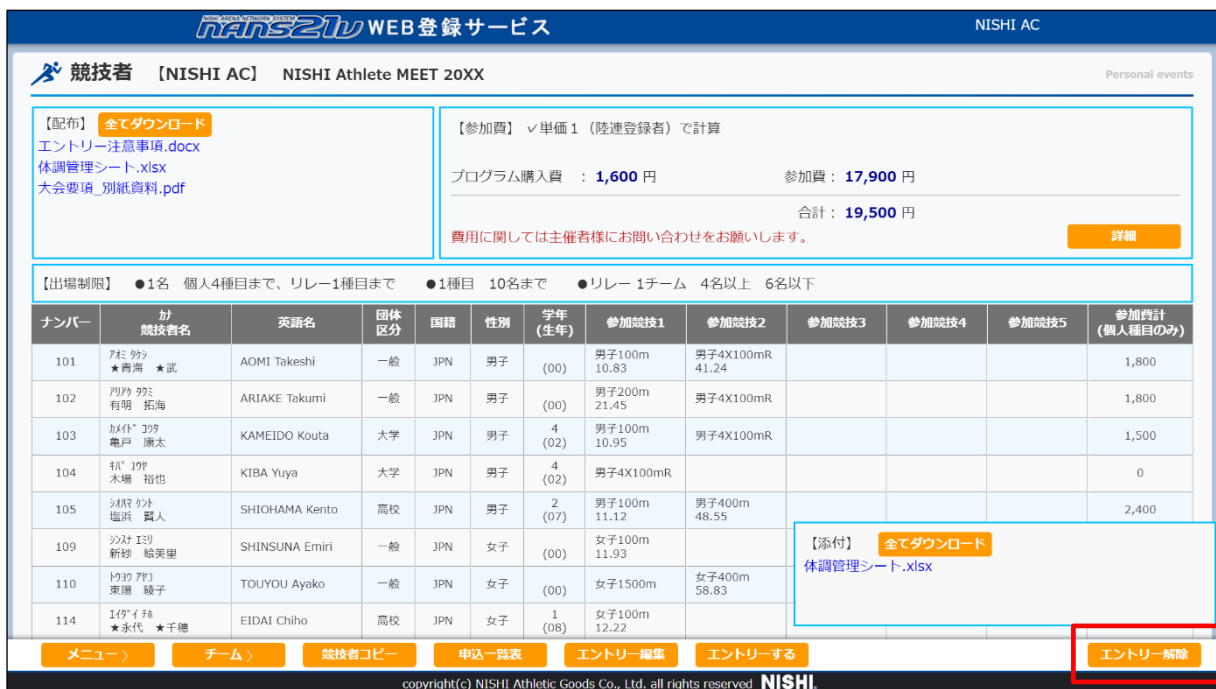 NISHI ARENA NETWORK SYSTEM
nans21V WEB登録サービス NISHI AC
競技者 【NISHI AC】 NISHI Athlete MEET 20XX Personal events
【配布】 全てダウンロード
エントリー注意事項.docx
体調管理シート.xlsx
大会要項_別紙資料.pdf
【参加費】 ✓単価1（陸連登録者）で計算
プログラム購入費 : 1,600 円 参加費 : 17,900 円
合計 : 19,500 円
費用に関しては主催者様にお問い合わせをお願いします。 詳細
【出場制限】 ●1名 個人4種目まで、リレー1種目まで ●1種目 10名まで ●リレー 1チーム 4名以上 6名以下
ナンバー ｶﾅ 競技者名 英語名 団体区分 国籍 性別 学年(生年) 参加競技1 参加競技2 参加競技3 参加競技4 参加競技5 参加費計(個人種目のみ)
101 ｱｵﾐ ﾀｹｼ ★青海 ★武 AOMI Takeshi 一般 JPN 男子 (00) 男子100m 10.83 男子4X100mR 41.24 1,800
102 ｱﾘｱｹ ﾀｸﾐ 有明 拓海 ARIAKE Takumi 一般 JPN 男子 (00) 男子200m 21.45 男子4X100mR 1,800
103 ｶﾒｲﾄﾞ ｺｳﾀ 亀戸 康太 KAMEIDO Kouta 大学 JPN 男子 4 (02) 男子100m 10.95 男子4X100mR 1,500
104 ｷﾊﾞ ﾕｳﾔ 木場 裕也 KIBA Yuya 大学 JPN 男子 4 (02) 男子4X100mR 0
105 ｼｵﾊﾏ ｹﾝﾄ 塩浜 賢人 SHIOHAMA Kento 高校 JPN 男子 2 (07) 男子100m 11.12 男子400m 48.55 2,400
109 ｼﾝｽﾅ ｴﾐﾘ 新砂 絵美里 SHINSUNA Emiri 一般 JPN 女子 (00) 女子100m 11.93
110 ﾄｳﾖｳ ｱﾔｺ 東陽 綾子 TOUYOU Ayako 一般 JPN 女子 (00) 女子1500m 女子400m 58.83
114 ｴｲﾀﾞｲ ﾁﾎ ★永代 ★千穂 EIDAI Chiho 高校 JPN 女子 1 (08) 女子100m 12.22
【添付】 全てダウンロード
体調管理シート.xlsx
メニュー〉 チーム〉 競技者コピー 申込一覧表 エントリー編集 エントリーする エントリー解除
copyright(c) NISHI Athletic Goods Co., Ltd. all rights reserved NISHI.